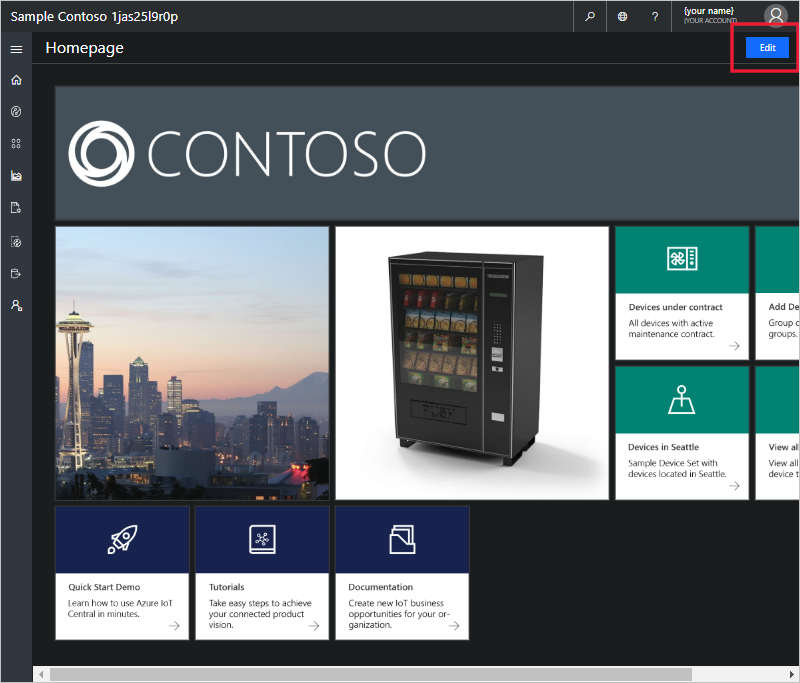 Sample Contoso 1jas25l9r0p
?
{your name}
{YOUR ACCOUNT}
Homepage
Edit
CONTOSO
PUSH
Devices under contract
All devices with active
maintenance contract.
Add De
Group
groups.
Devices in Seattle
Sample Device Set with
devices located in Seattle.
View all
View all
device t
Quick Start Demo
Learn how to use Azure IoT
Central in minutes.
Tutorials
Take easy steps to achieve
your connected product
vision.
Documentation
Create new IoT business
opportunities for your or-
ganization.